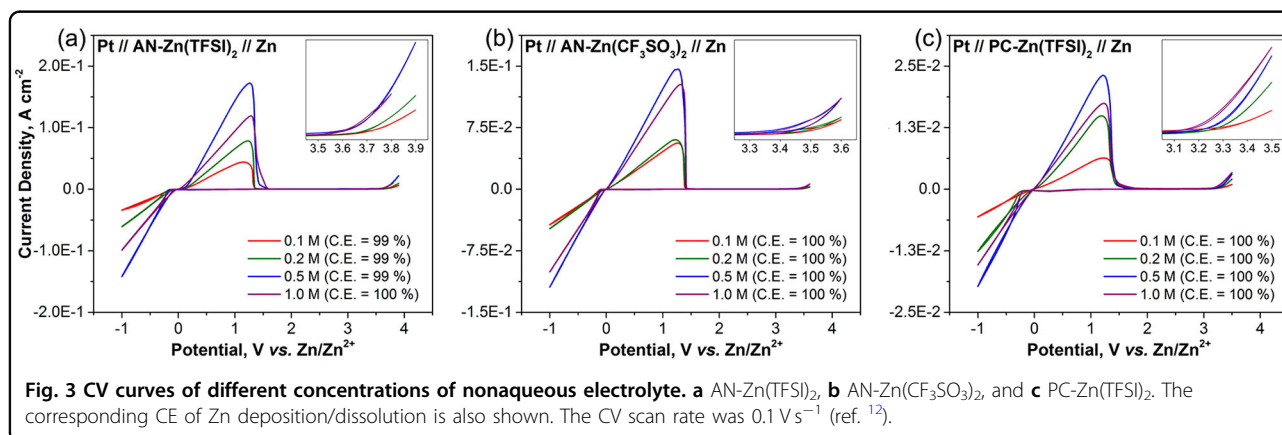 (a) Pt // AN-Zn(TFSI)₂ // Zn
2.0E-1
1.0E-1
0.0
-1.0E-1
-2.0E-1
Current Density, A cm⁻²
3.5 3.6 3.7 3.8 3.9
0.1 M (C.E. = 99 %)
0.2 M (C.E. = 99 %)
0.5 M (C.E. = 99 %)
1.0 M (C.E. = 100 %)
-1 0 1 2 3 4
Potential, V vs. Zn/Zn²⁺
(b) Pt // AN-Zn(CF₃SO₃)₂ // Zn
1.5E-1
7.5E-2
0.0
-7.5E-2
-1.5E-1
3.3 3.4 3.5 3.6
0.1 M (C.E. = 100 %)
0.2 M (C.E. = 100 %)
0.5 M (C.E. = 100 %)
1.0 M (C.E. = 100 %)
-1 0 1 2 3 4
Potential, V vs. Zn/Zn²⁺
(c) Pt // PC-Zn(TFSI)₂ // Zn
2.5E-2
1.3E-2
0.0
-1.3E-2
-2.5E-2
3.1 3.2 3.3 3.4 3.5
0.1 M (C.E. = 100 %)
0.2 M (C.E. = 100 %)
0.5 M (C.E. = 100 %)
1.0 M (C.E. = 100 %)
-1 0 1 2 3 4
Potential, V vs. Zn/Zn²⁺
Fig. 3 CV curves of different concentrations of nonaqueous electrolyte. a AN-Zn(TFSI)₂, b AN-Zn(CF₃SO₃)₂, and c PC-Zn(TFSI)₂. The
corresponding CE of Zn deposition/dissolution is also shown. The CV scan rate was 0.1 V s⁻¹ (ref. ¹²).